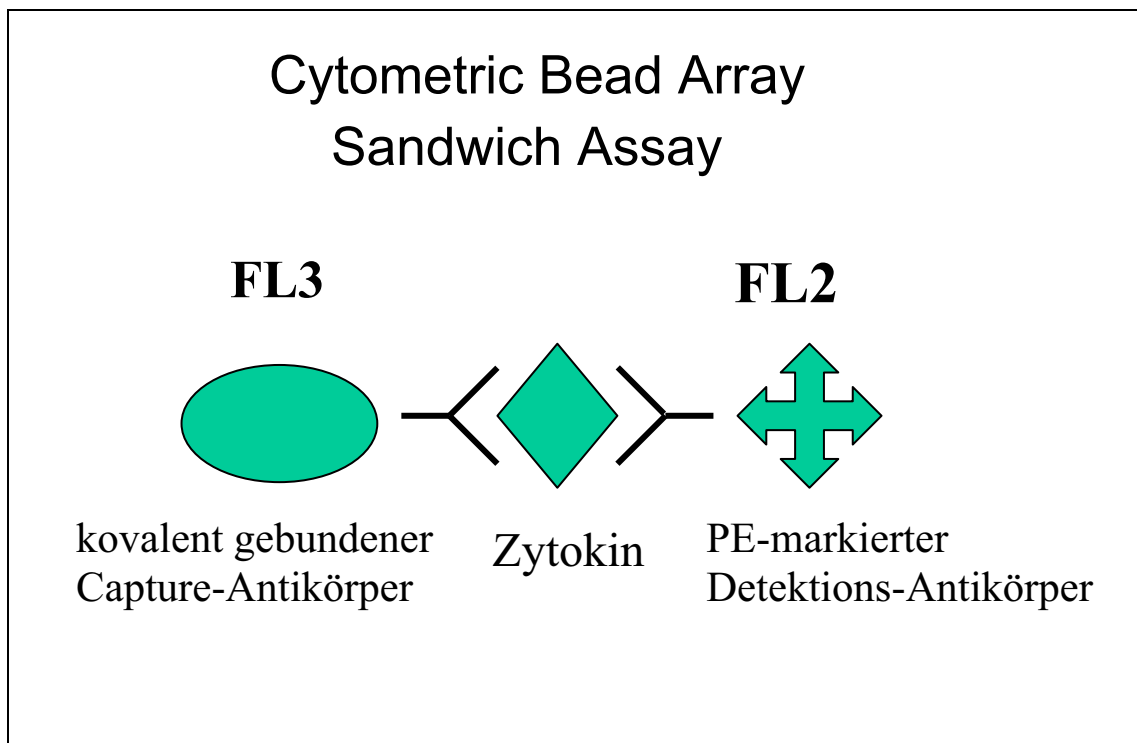 Cytometric Bead Array
Sandwich Assay
FL3
FL2
kovalent gebundener
Capture-Antikörper
Zytokin
PE-markierter
Detektions-Antikörper